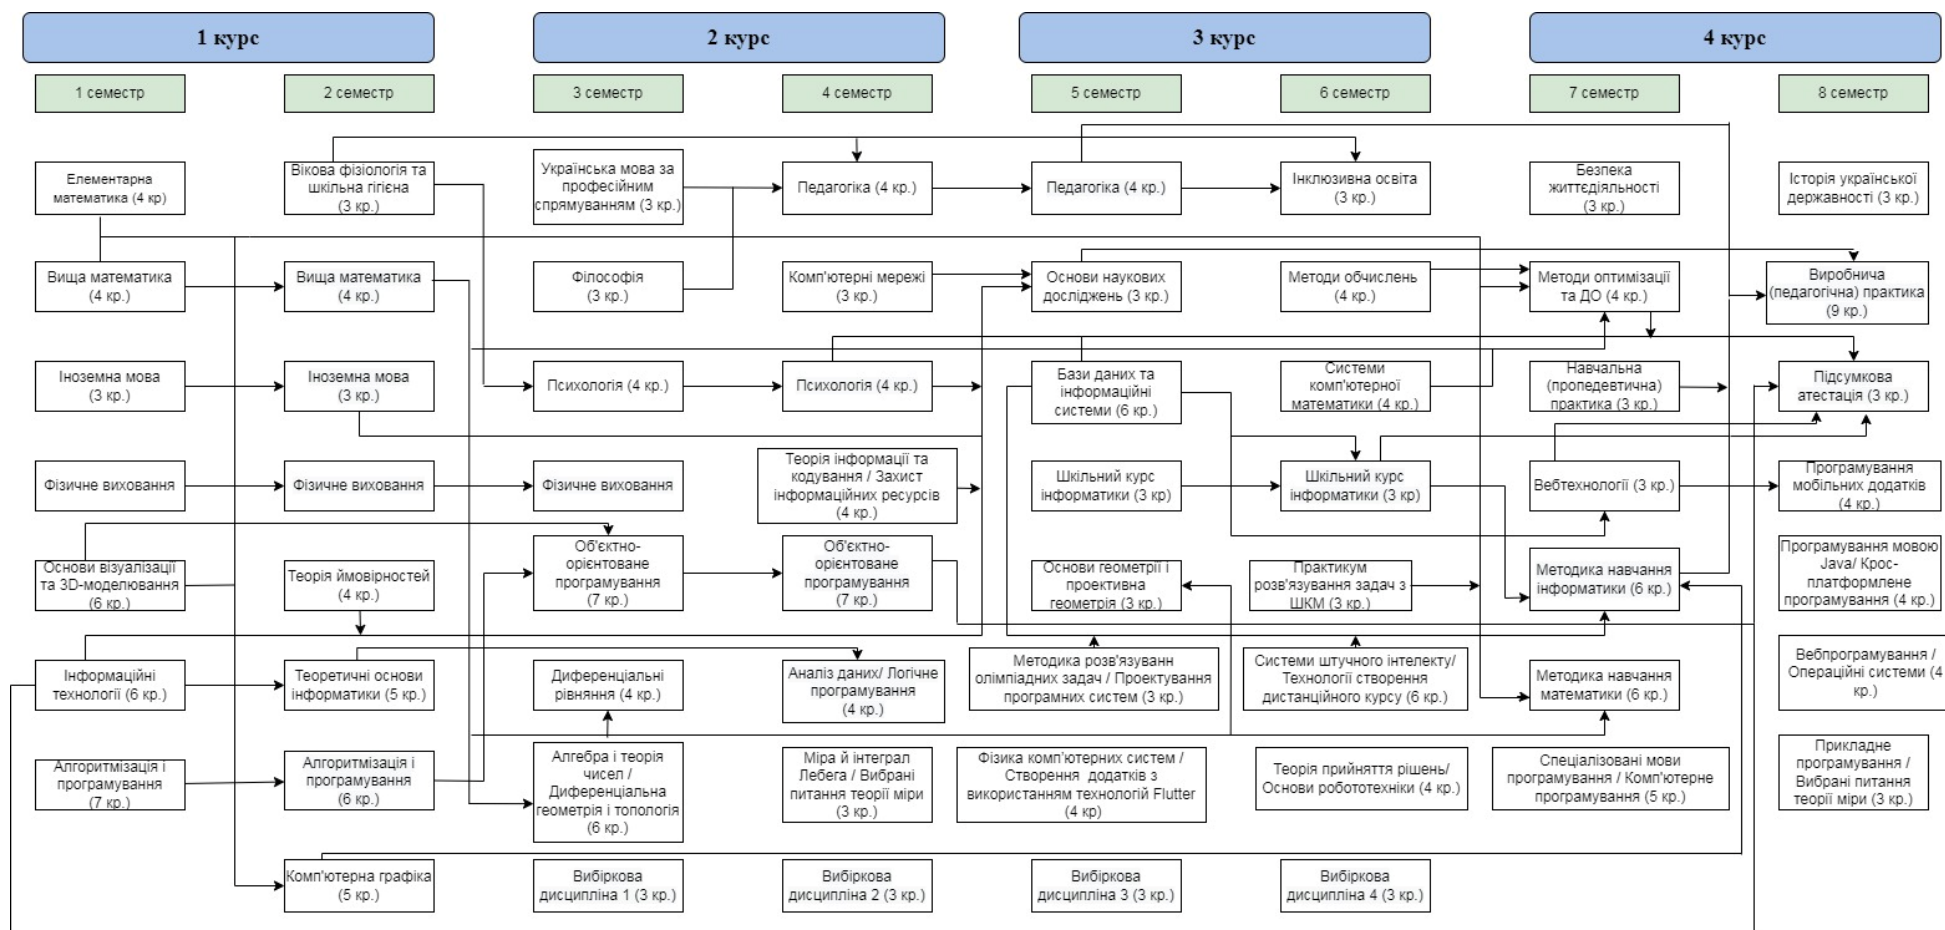 1 курс
2 курс
3 курс
4 курс
1 семестр
2 семестр
3 семестр
4 семестр
5 семестр
6 семестр
7 семестр
8 семестр
Елементарна
математика (4 кр)
Вікова фізіологія та
шкільна гігієна
(3 кр.)
Українська мова за
професійним
спрямуванням (3 кр.)
Педагогіка (4 кр.)
Педагогіка (4 кр.)
Інклюзивна освіта
(3 кр.)
Безпека
життєдіяльності
(3 кр.)
Історія української
державності (3 кр.)
Вища математика
(4 кр.)
Вища математика
(4 кр.)
Філософія
(3 кр.)
Комп'ютерні мережі
(3 кр.)
Основи наукових
досліджень (3 кр.)
Методи обчислень
(4 кр.)
Методи оптимізації
та ДО (4 кр.)
Виробнича
(педагогічна) практика
(9 кр.)
Іноземна мова
(3 кр.)
Іноземна мова
(3 кр.)
Психологія (4 кр.)
Психологія (4 кр.)
Бази даних та
інформаційні
системи (6 кр.)
Системи
комп'ютерної
математики (4 кр.)
Навчальна
(пропедевтична)
практика (3 кр.)
Підсумкова
атестація (3 кр.)
Фізичне виховання
Фізичне виховання
Фізичне виховання
Теорія інформації та
кодування / Захист
інформаційних ресурсів
(4 кр.)
Шкільний курс
інформатики (3 кр)
Шкільний курс
інформатики (3 кр)
Вебтехнології (3 кр.)
Програмування
мобільних додатків
(4 кр.)
Основи візуалізації
та 3D-моделювання
(6 кр.)
Теорія ймовірностей
(4 кр.)
Об'єктно-
орієнтоване
програмування
(7 кр.)
Об'єктно-
орієнтоване
програмування
(7 кр.)
Основи геометрії і
проективна
геометрія (3 кр.)
Практикум
розв'язування задач з
ШКМ (3 кр.)
Методика навчання
інформатики (6 кр.)
Програмування мовою
Java/ Крос-
платформлене
програмування (4 кр.)
Інформаційні
технології (6 кр.)
Теоретичні основи
інформатики (5 кр.)
Диференціальні
рівняння (4 кр.)
Аналіз даних/ Логічне
програмування
(4 кр.)
Методика розв'язуванн
олімпіадних задач / Проектування
програмних систем (3 кр.)
Системи штучного інтелекту/
Технології створення
дистанційного курсу (6 кр.)
Методика навчання
математики (6 кр.)
Вебпрограмування /
Операційні системи (4
кр.)
Алгоритмізація і
програмування
(7 кр.)
Алгоритмізація і
програмування
(6 кр.)
Алгебра і теорія
чисел /
Диференціальна
геометрія і топологія
(6 кр.)
Міра й інтеграл
Лебега / Вибрані
питання теорії міри
(3 кр.)
Фізика комп'ютерних систем /
Створення додатків з
використанням технологій Flutter
(4 кр)
Теорія прийняття рішень/
Основи робототехніки (4 кр.)
Спеціалізовані мови
програмування / Комп'ютерне
програмування (5 кр.)
Прикладне
програмування /
Вибрані питання
теорії міри (3 кр.)
Комп'ютерна графіка
(5 кр.)
Вибіркова
дисципліна 1 (3 кр.)
Вибіркова
дисципліна 2 (3 кр.)
Вибіркова
дисципліна 3 (3 кр.)
Вибіркова
дисципліна 4 (3 кр.)